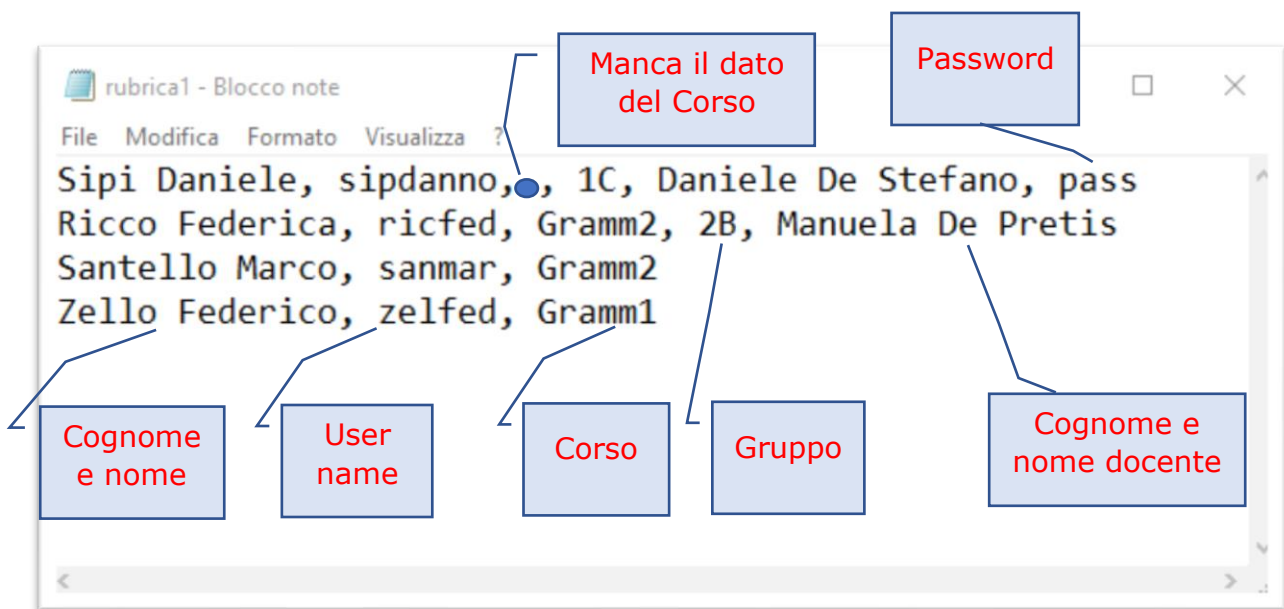 Manca il dato
del Corso
Password
rubrica1 - Blocco note
File Modifica Formato Visualizza ?
Sipi Daniele, sipdanno,, 1C, Daniele De Stefano, pass
Ricco Federica, ricfed, Gramm2, 2B, Manuela De Pretis
Santello Marco, sanmar, Gramm2
Zello Federico, zelfed, Gramm1
Cognome
e nome
User
name
Corso
Gruppo
Cognome e
nome docente